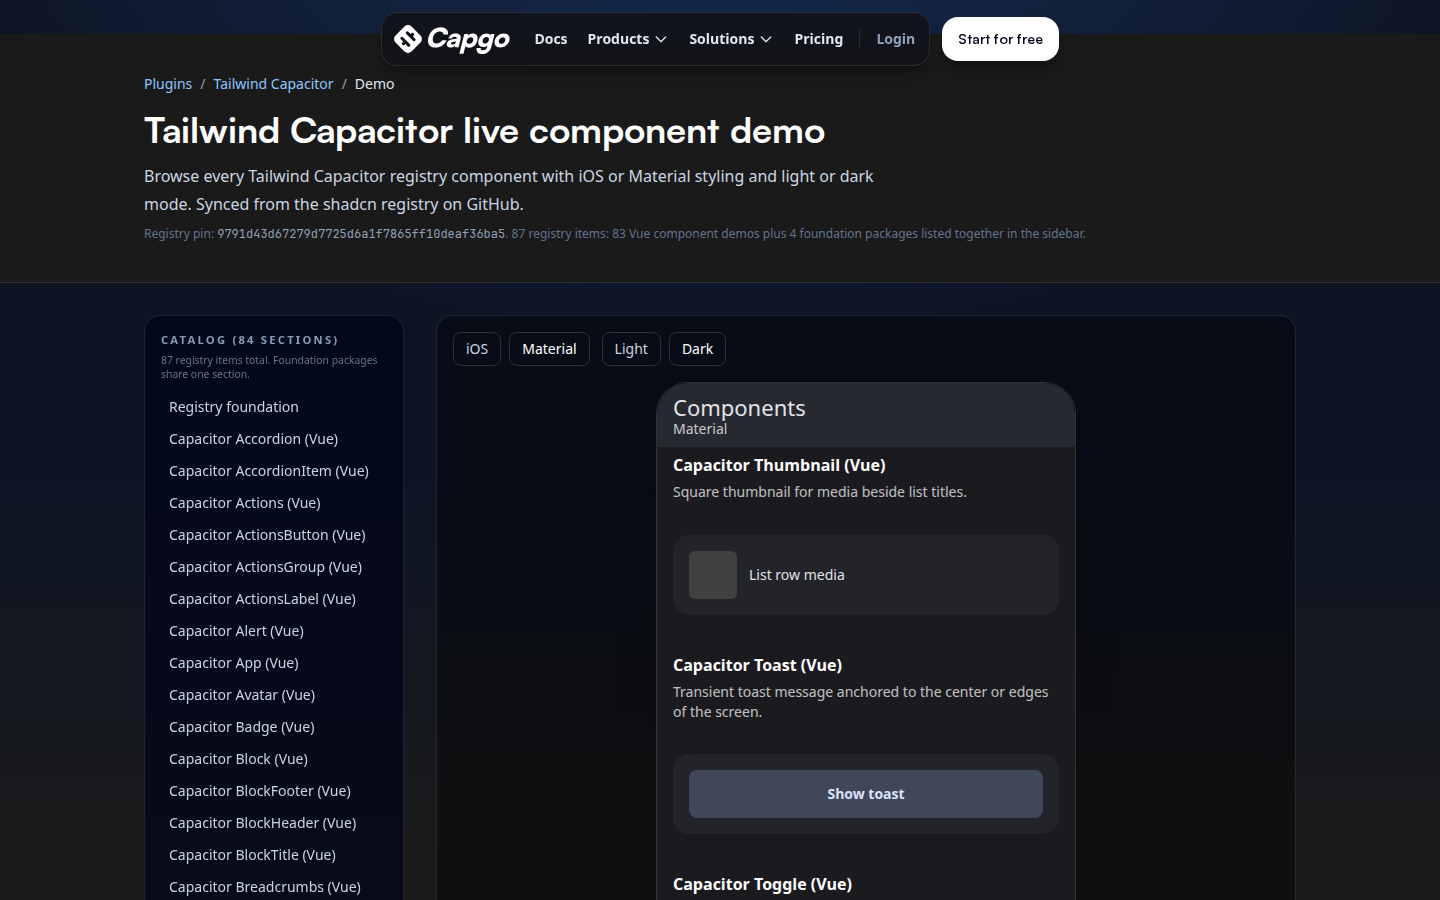 Capgo
Docs
Products
Solutions
Pricing
Login
Start for free
Plugins / Tailwind Capacitor / Demo
Tailwind Capacitor live component demo
Browse every Tailwind Capacitor registry component with iOS or Material styling and light or dark
mode. Synced from the shadcn registry on GitHub.
Registry pin: 9791d43d67279d7725d6a1f7865ff10deaf36ba5. 87 registry items: 83 Vue component demos plus 4 foundation packages listed together in the sidebar.
CATALOG (84 SECTIONS)
87 registry items total. Foundation packages
share one section.
Registry foundation
Capacitor Accordion (Vue)
Capacitor AccordionItem (Vue)
Capacitor Actions (Vue)
Capacitor ActionsButton (Vue)
Capacitor ActionsGroup (Vue)
Capacitor ActionsLabel (Vue)
Capacitor Alert (Vue)
Capacitor App (Vue)
Capacitor Avatar (Vue)
Capacitor Badge (Vue)
Capacitor Block (Vue)
Capacitor BlockFooter (Vue)
Capacitor BlockHeader (Vue)
Capacitor BlockTitle (Vue)
Capacitor Breadcrumbs (Vue)
iOS
Material
Light
Dark
Components
Material
Capacitor Thumbnail (Vue)
Square thumbnail for media beside list titles.
List row media
Capacitor Toast (Vue)
Transient toast message anchored to the center or edges
of the screen.
Show toast
Capacitor Toggle (Vue)